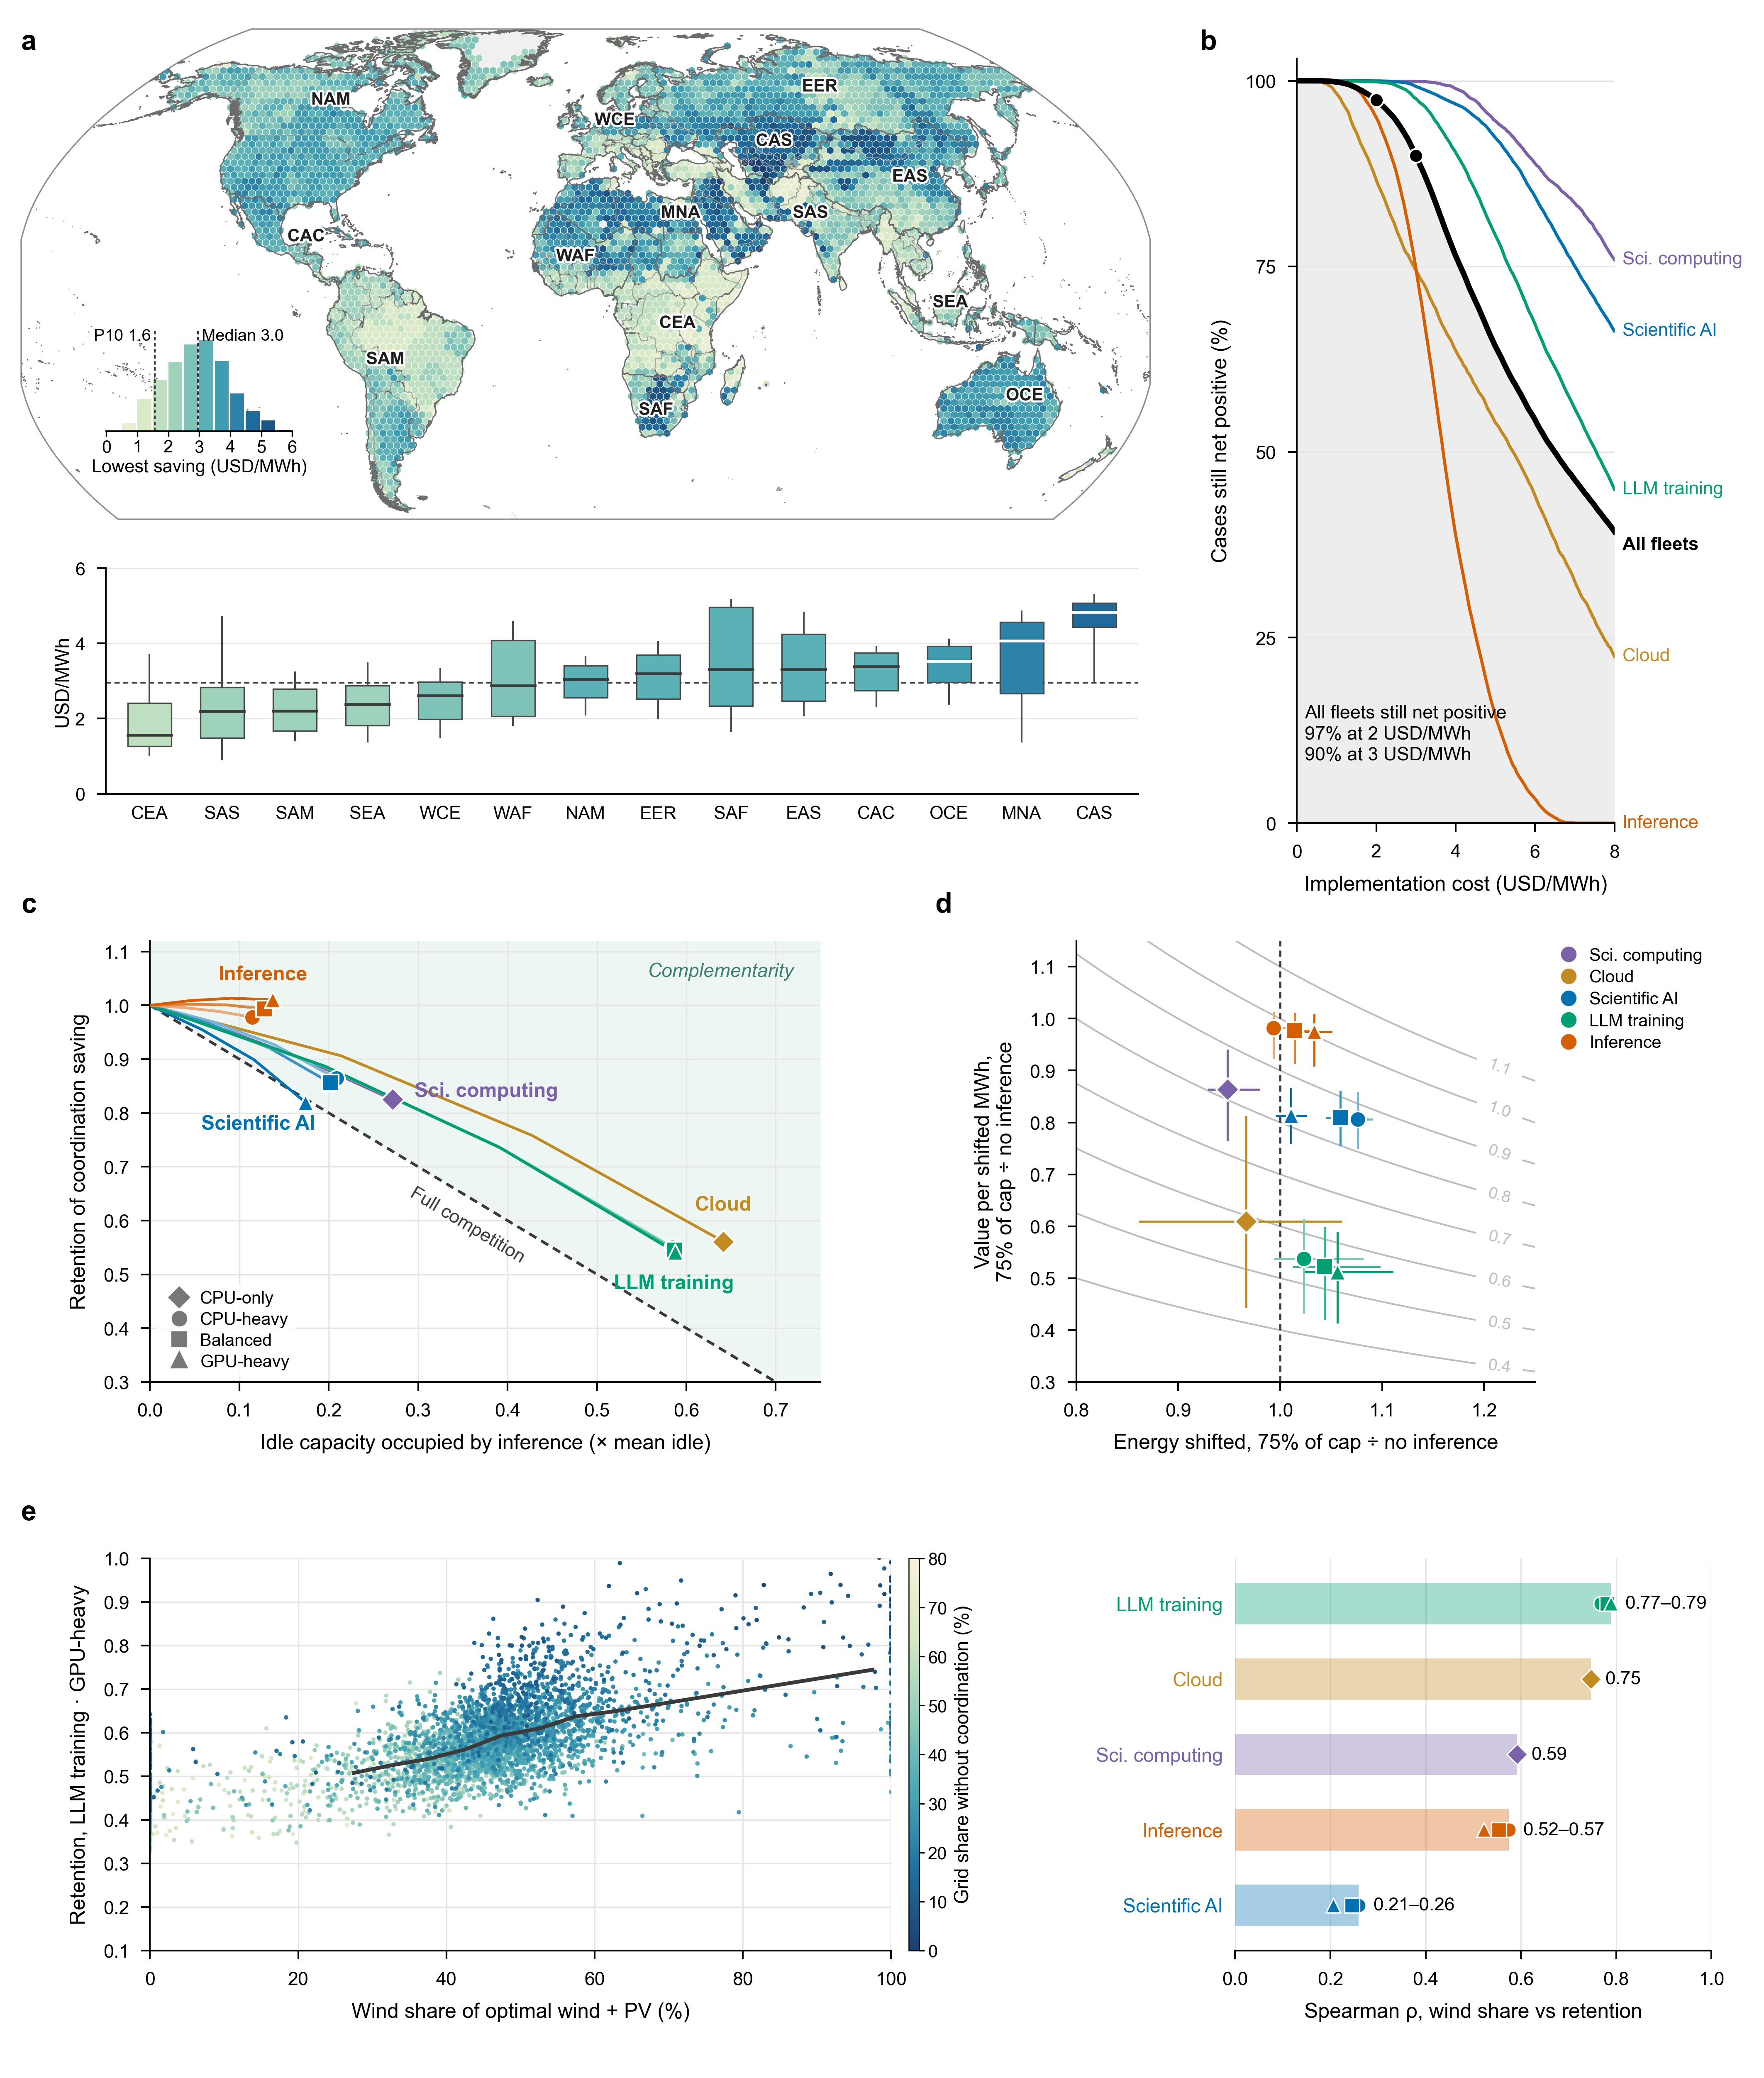 a
NAM
EER
WCE
CAS
EAS
MNA
SAS
CAC
WAF
SEA
CEA
SAM
SAF
OCE
P10 1.6
Median 3.0
0 1 2 3 4 5 6
Lowest saving (USD/MWh)
6
4
2
0
USD/MWh
CEA SAS SAM SEA WCE WAF NAM EER SAF EAS CAC OCE MNA CAS
b
100
75
50
25
0
Cases still net positive (%)
Sci. computing
Scientific AI
LLM training
All fleets
Cloud
Inference
All fleets still net positive
97% at 2 USD/MWh
90% at 3 USD/MWh
0 2 4 6 8
Implementation cost (USD/MWh)
c
1.1
1.0
0.9
0.8
0.7
0.6
0.5
0.4
0.3
Retention of coordination saving
Inference
Complementarity
Sci. computing
Scientific AI
Full competition
Cloud
LLM training
CPU-only
CPU-heavy
Balanced
GPU-heavy
0.0 0.1 0.2 0.3 0.4 0.5 0.6 0.7
Idle capacity occupied by inference (× mean idle)
d
1.1
1.0
0.9
0.8
0.7
0.6
0.5
0.4
0.3
Value per shifted MWh,
75% of cap ÷ no inference
1.1
1.0
0.9
0.8
0.7
0.6
0.5
0.4
0.8 0.9 1.0 1.1 1.2
Energy shifted, 75% of cap ÷ no inference
Sci. computing
Cloud
Scientific AI
LLM training
Inference
e
1.0
0.9
0.8
0.7
0.6
0.5
0.4
0.3
0.2
0.1
Retention, LLM training · GPU-heavy
0 20 40 60 80 100
Wind share of optimal wind + PV (%)
80
70
60
50
40
30
20
10
0
Grid share without coordination (%)
LLM training
0.77–0.79
Cloud
0.75
Sci. computing
0.59
Inference
0.52–0.57
Scientific AI
0.21–0.26
0.0 0.2 0.4 0.6 0.8 1.0
Spearman ρ, wind share vs retention